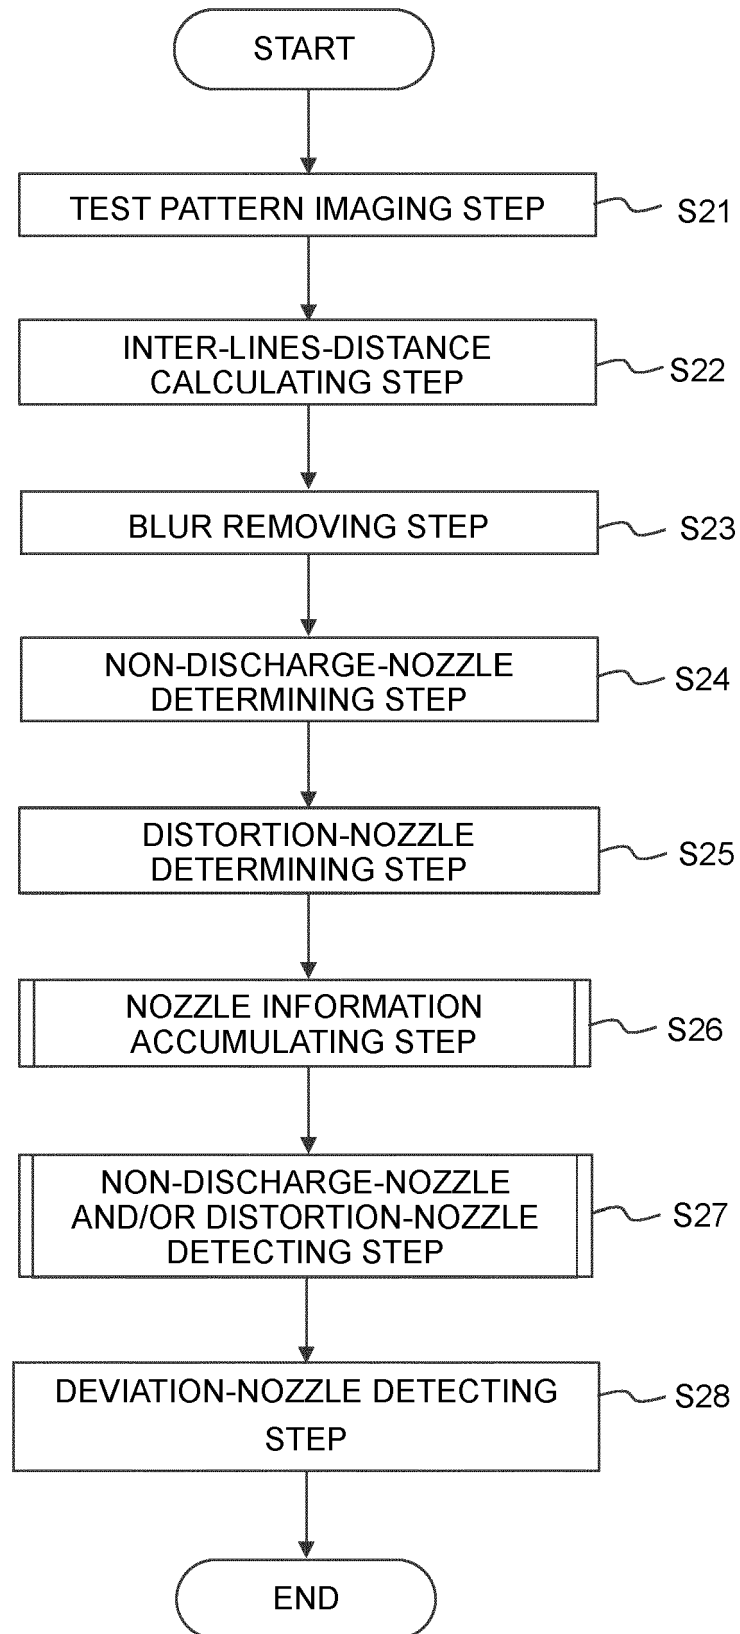 START
TEST PATTERN IMAGING STEP
S21
INTER-LINES-DISTANCE
CALCULATING STEP
S22
BLUR REMOVING STEP
S23
NON-DISCHARGE-NOZZLE
DETERMINING STEP
S24
DISTORTION-NOZZLE
DETERMINING STEP
S25
NOZZLE INFORMATION
ACCUMULATING STEP
S26
NON-DISCHARGE-NOZZLE
AND/OR DISTORTION-NOZZLE
DETECTING STEP
S27
DEVIATION-NOZZLE DETECTING
STEP
S28
END